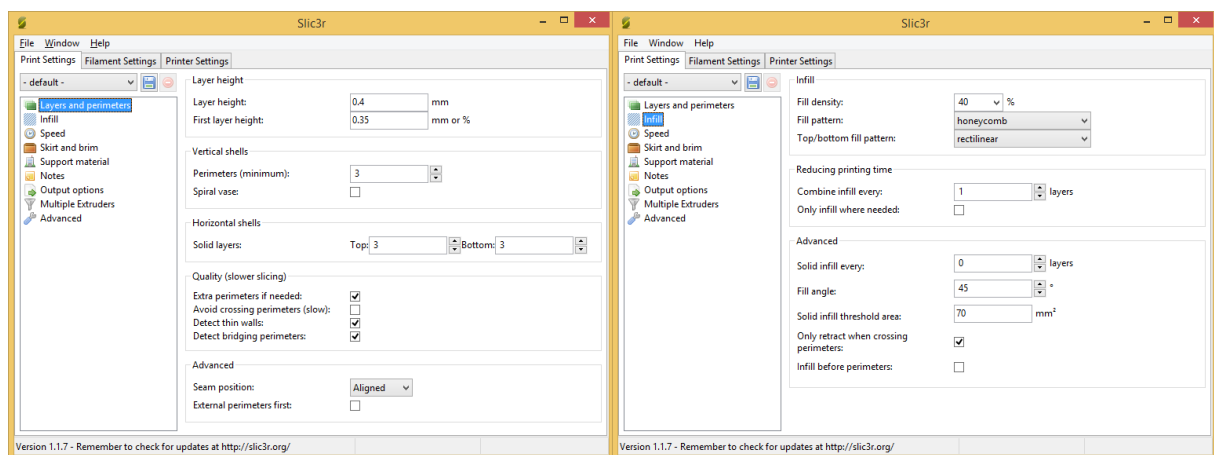 Slic3r
File Window Help
Print Settings Filament Settings Printer Settings
- default -
Layers and perimeters
Infill
Speed
Skirt and brim
Support material
Notes
Output options
Multiple Extruders
Advanced
Layer height
Layer height: 0.4 mm
First layer height: 0.35 mm or %
Vertical shells
Perimeters (minimum): 3
Spiral vase:
Horizontal shells
Solid layers: Top: 3 Bottom: 3
Quality (slower slicing)
Extra perimeters if needed:
Avoid crossing perimeters (slow):
Detect thin walls:
Detect bridging perimeters:
Advanced
Seam position: Aligned
External perimeters first:
Version 1.1.7 - Remember to check for updates at http://slic3r.org/
Slic3r
File Window Help
Print Settings Filament Settings Printer Settings
- default -
Layers and perimeters
Infill
Speed
Skirt and brim
Support material
Notes
Output options
Multiple Extruders
Advanced
Infill
Fill density: 40 %
Fill pattern: honeycomb
Top/bottom fill pattern: rectilinear
Reducing printing time
Combine infill every: 1 layers
Only infill where needed:
Advanced
Solid infill every: 0 layers
Fill angle: 45 °
Solid infill threshold area: 70 mm²
Only retract when crossing
perimeters:
Infill before perimeters:
Version 1.1.7 - Remember to check for updates at http://slic3r.org/